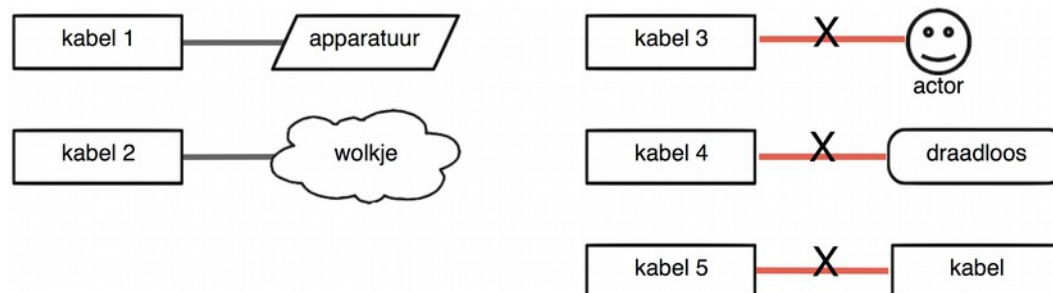 kabel 1
apparatuur
kabel 2
wolkje
kabel 3
X
actor
kabel 4
X
draadloos
kabel 5
X
kabel